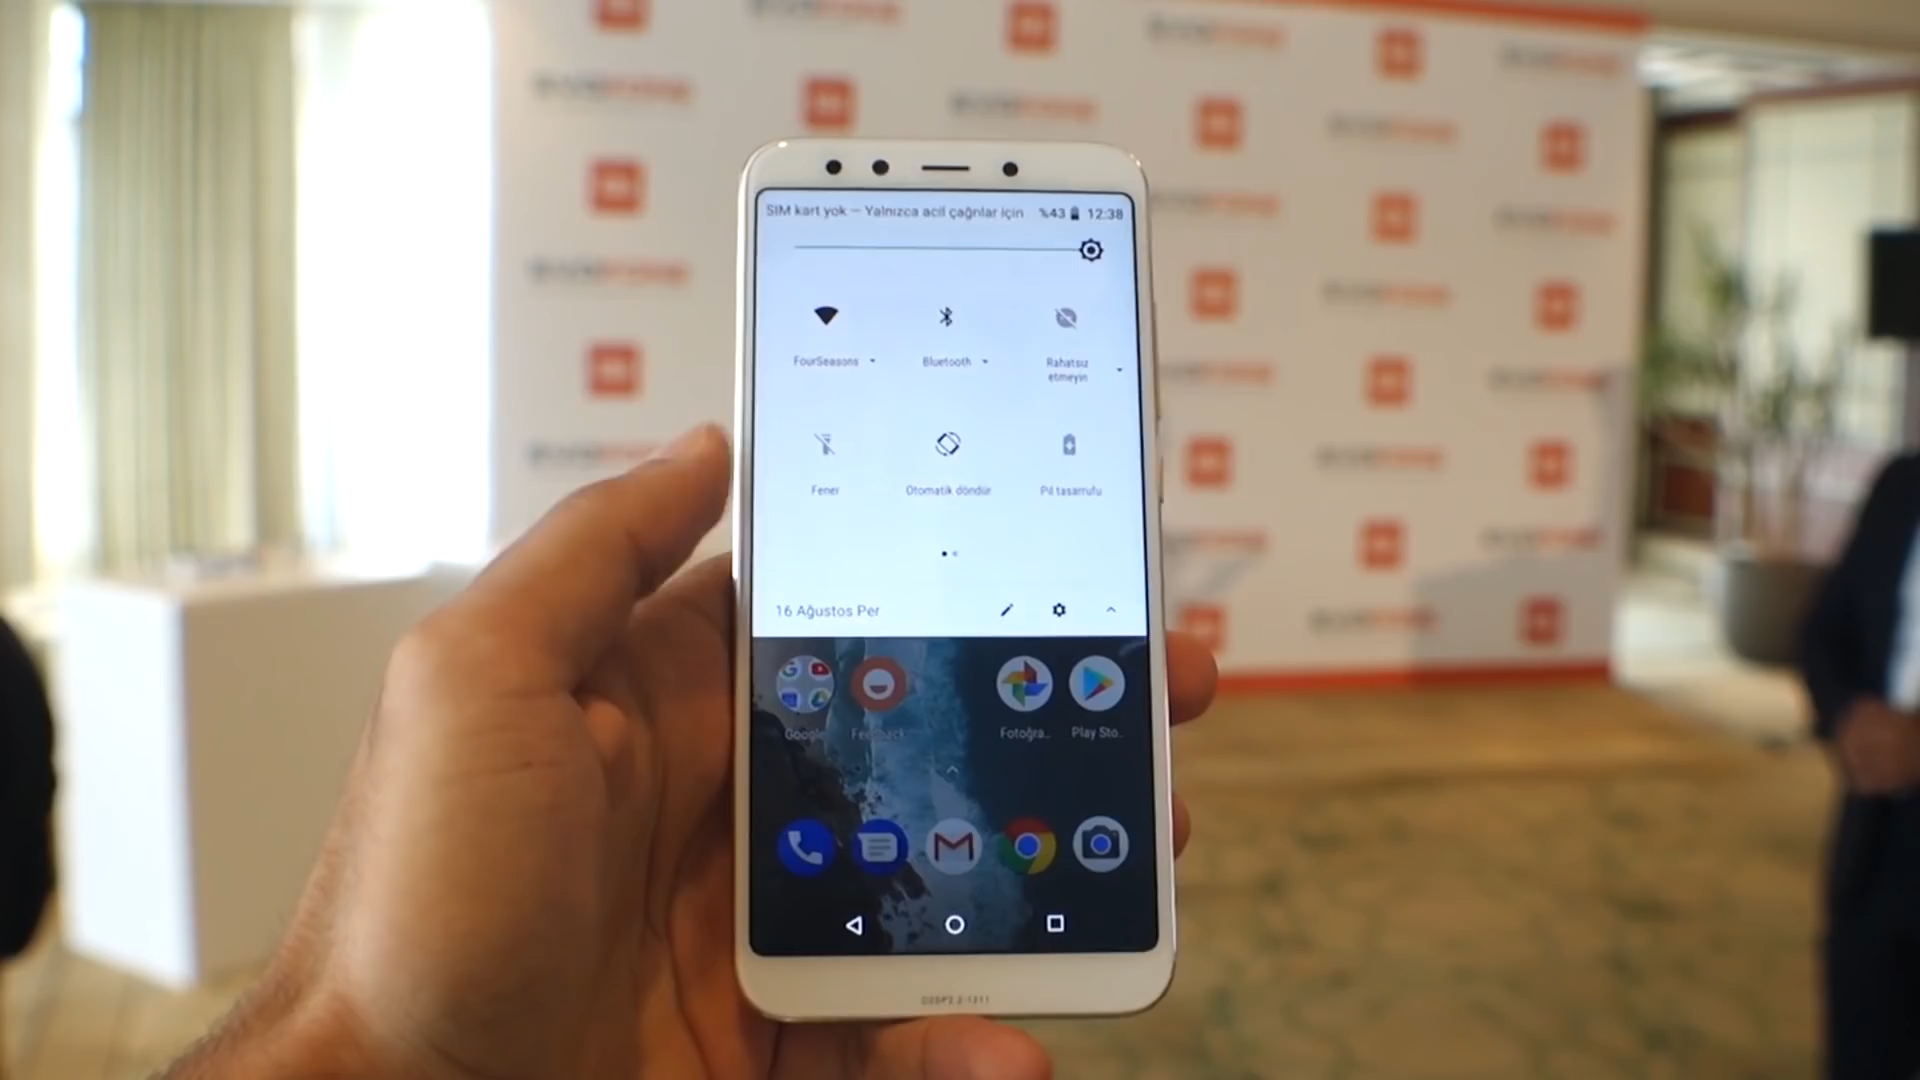 SIM kart yok — Yalnızca acil çağrılar için %43 12:38
FourSeasons Bluetooth Rahatsız
etmeyin
Fener Otomatik döndür Pil tasarrufu
16 Ağustos Per
Google Feedback Fotoğra.. Play Sto..